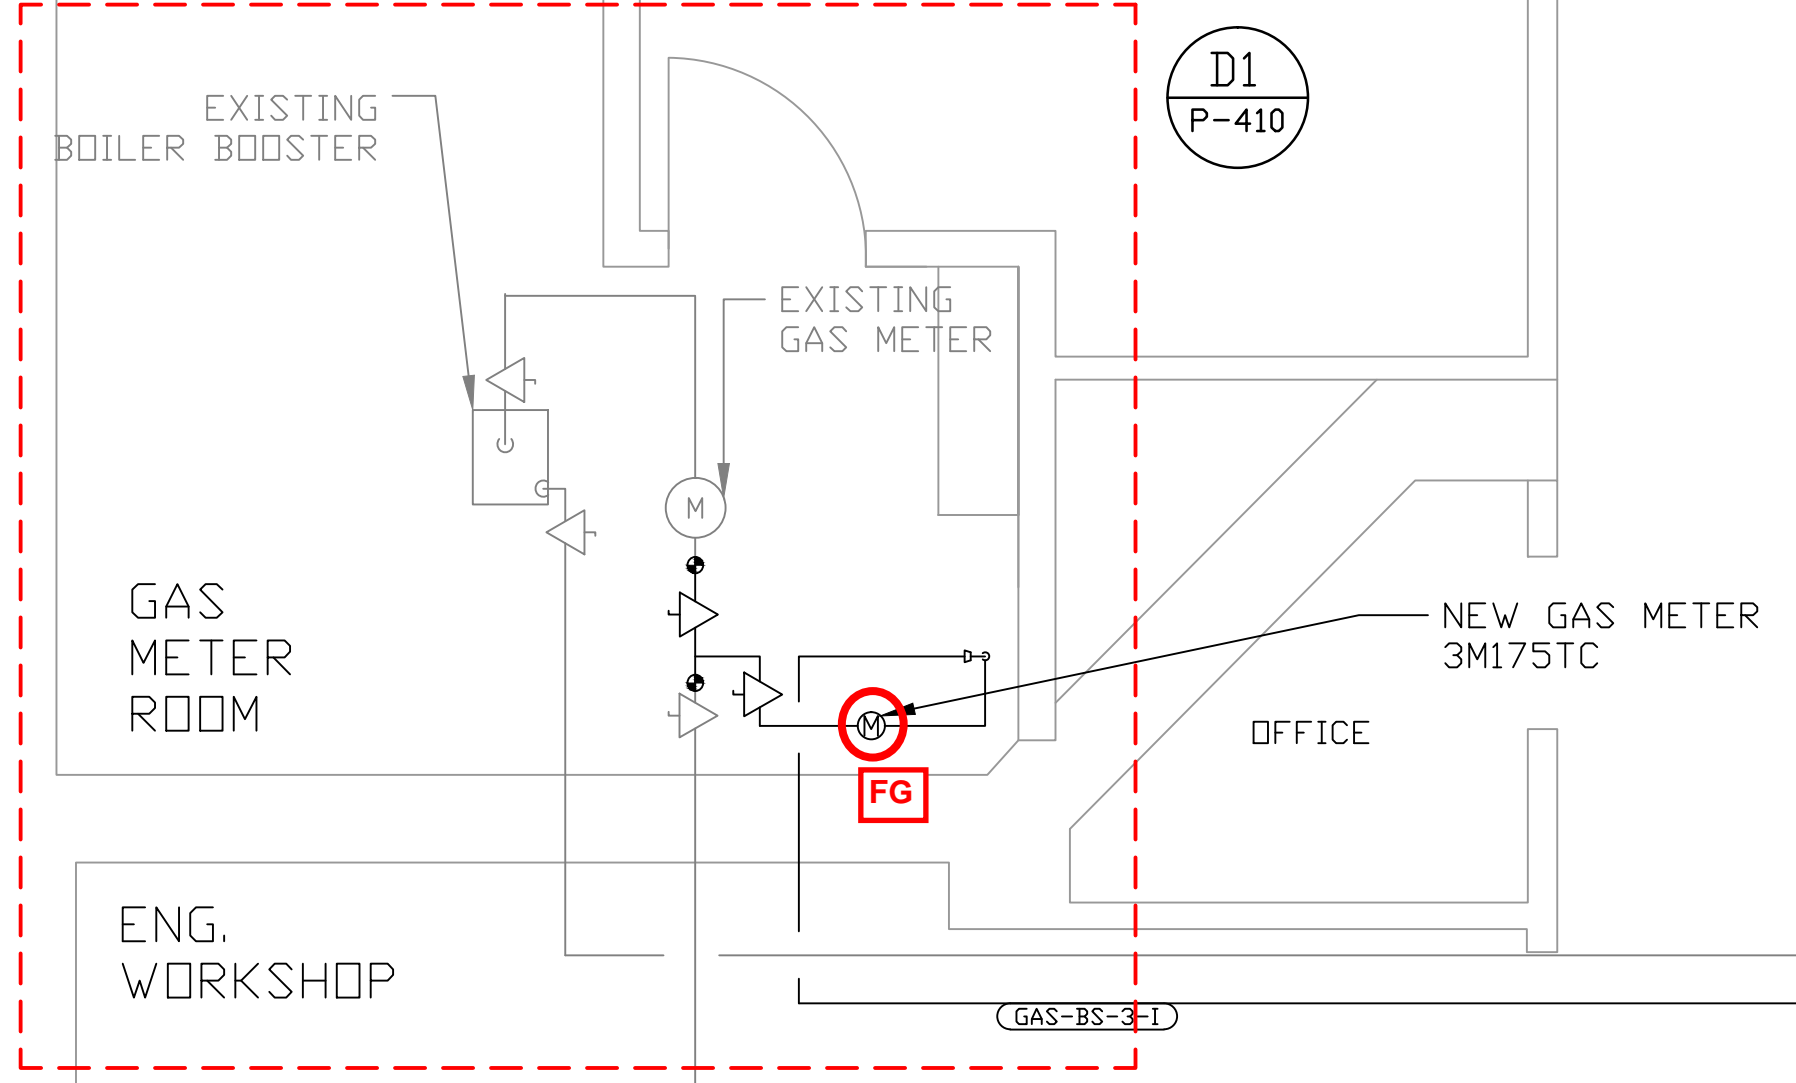 EXISTING
BOILER BOOSTER
D1
P-410
EXISTING
GAS METER
M
GAS
METER
ROOM
NEW GAS METER
3M175TC
M
OFFICE
FG
ENG.
WORKSHOP
GAS-BS-3-I